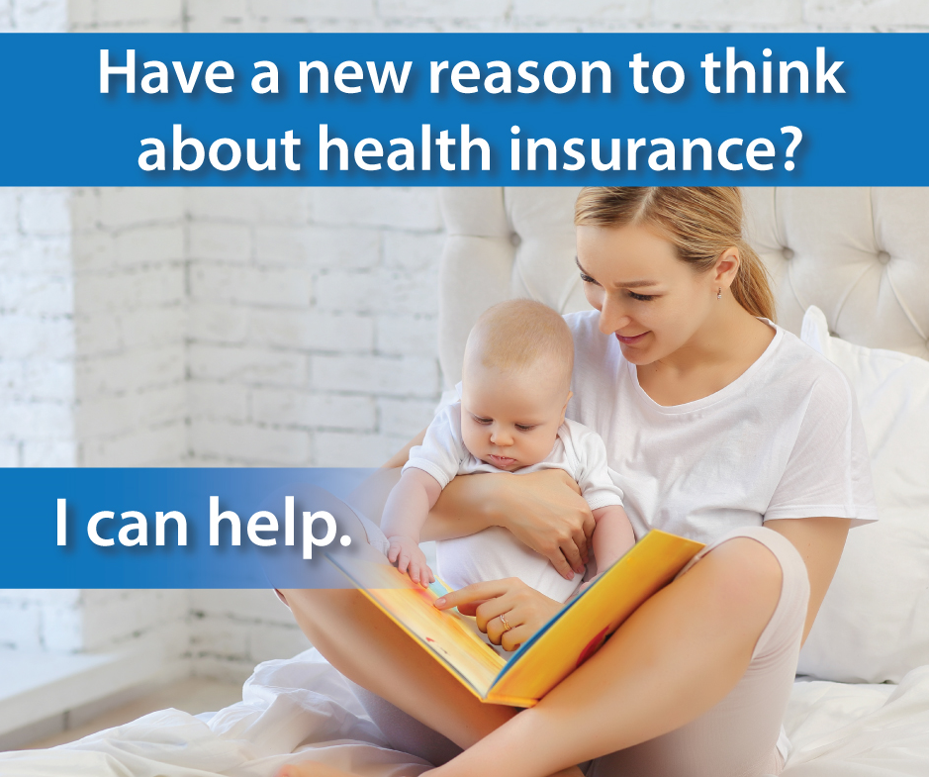 Have a new reason to think
about health insurance?
I can help.